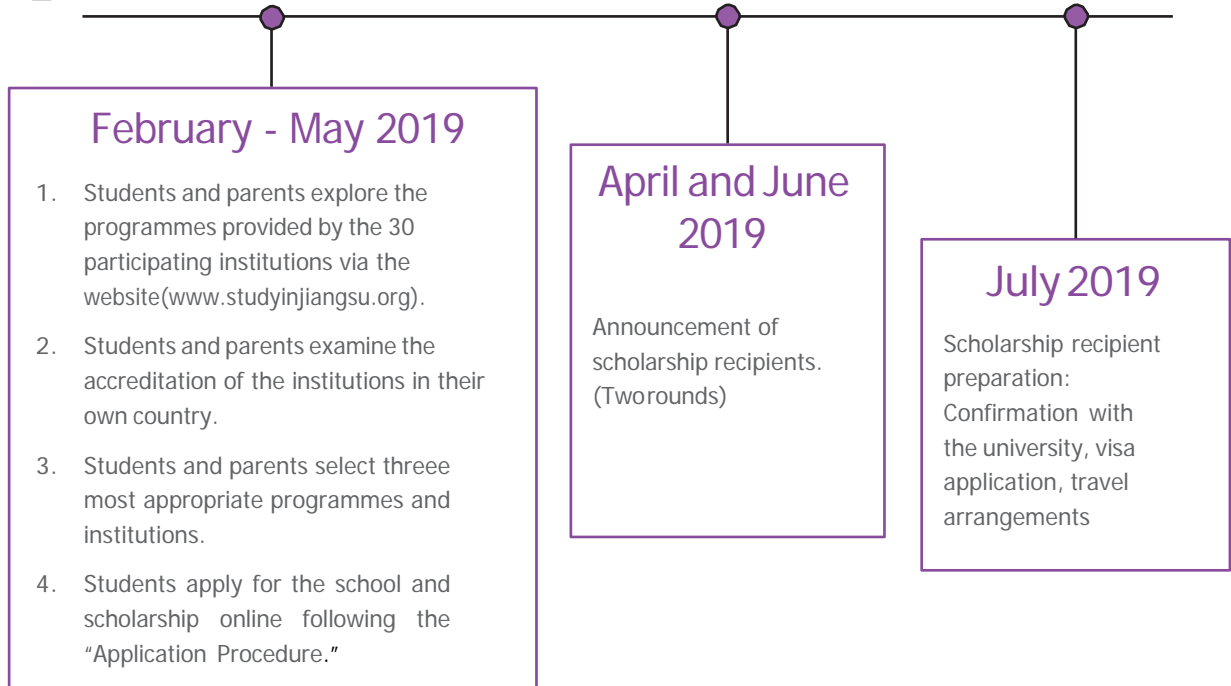 February - May 2019
1. Students and parents explore the
programmes provided by the 30
participating institutions via the
website(www.studyinjiangsu.org).
2. Students and parents examine the
accreditation of the institutions in their
own country.
3. Students and parents select threee
most appropriate programmes and
institutions.
4. Students apply for the school and
scholarship online following the
“Application Procedure.”
April and June
2019
Announcement of
scholarship recipients.
(Tworounds)
July 2019
Scholarship recipient
preparation:
Confirmation with
the university, visa
application, travel
arrangements